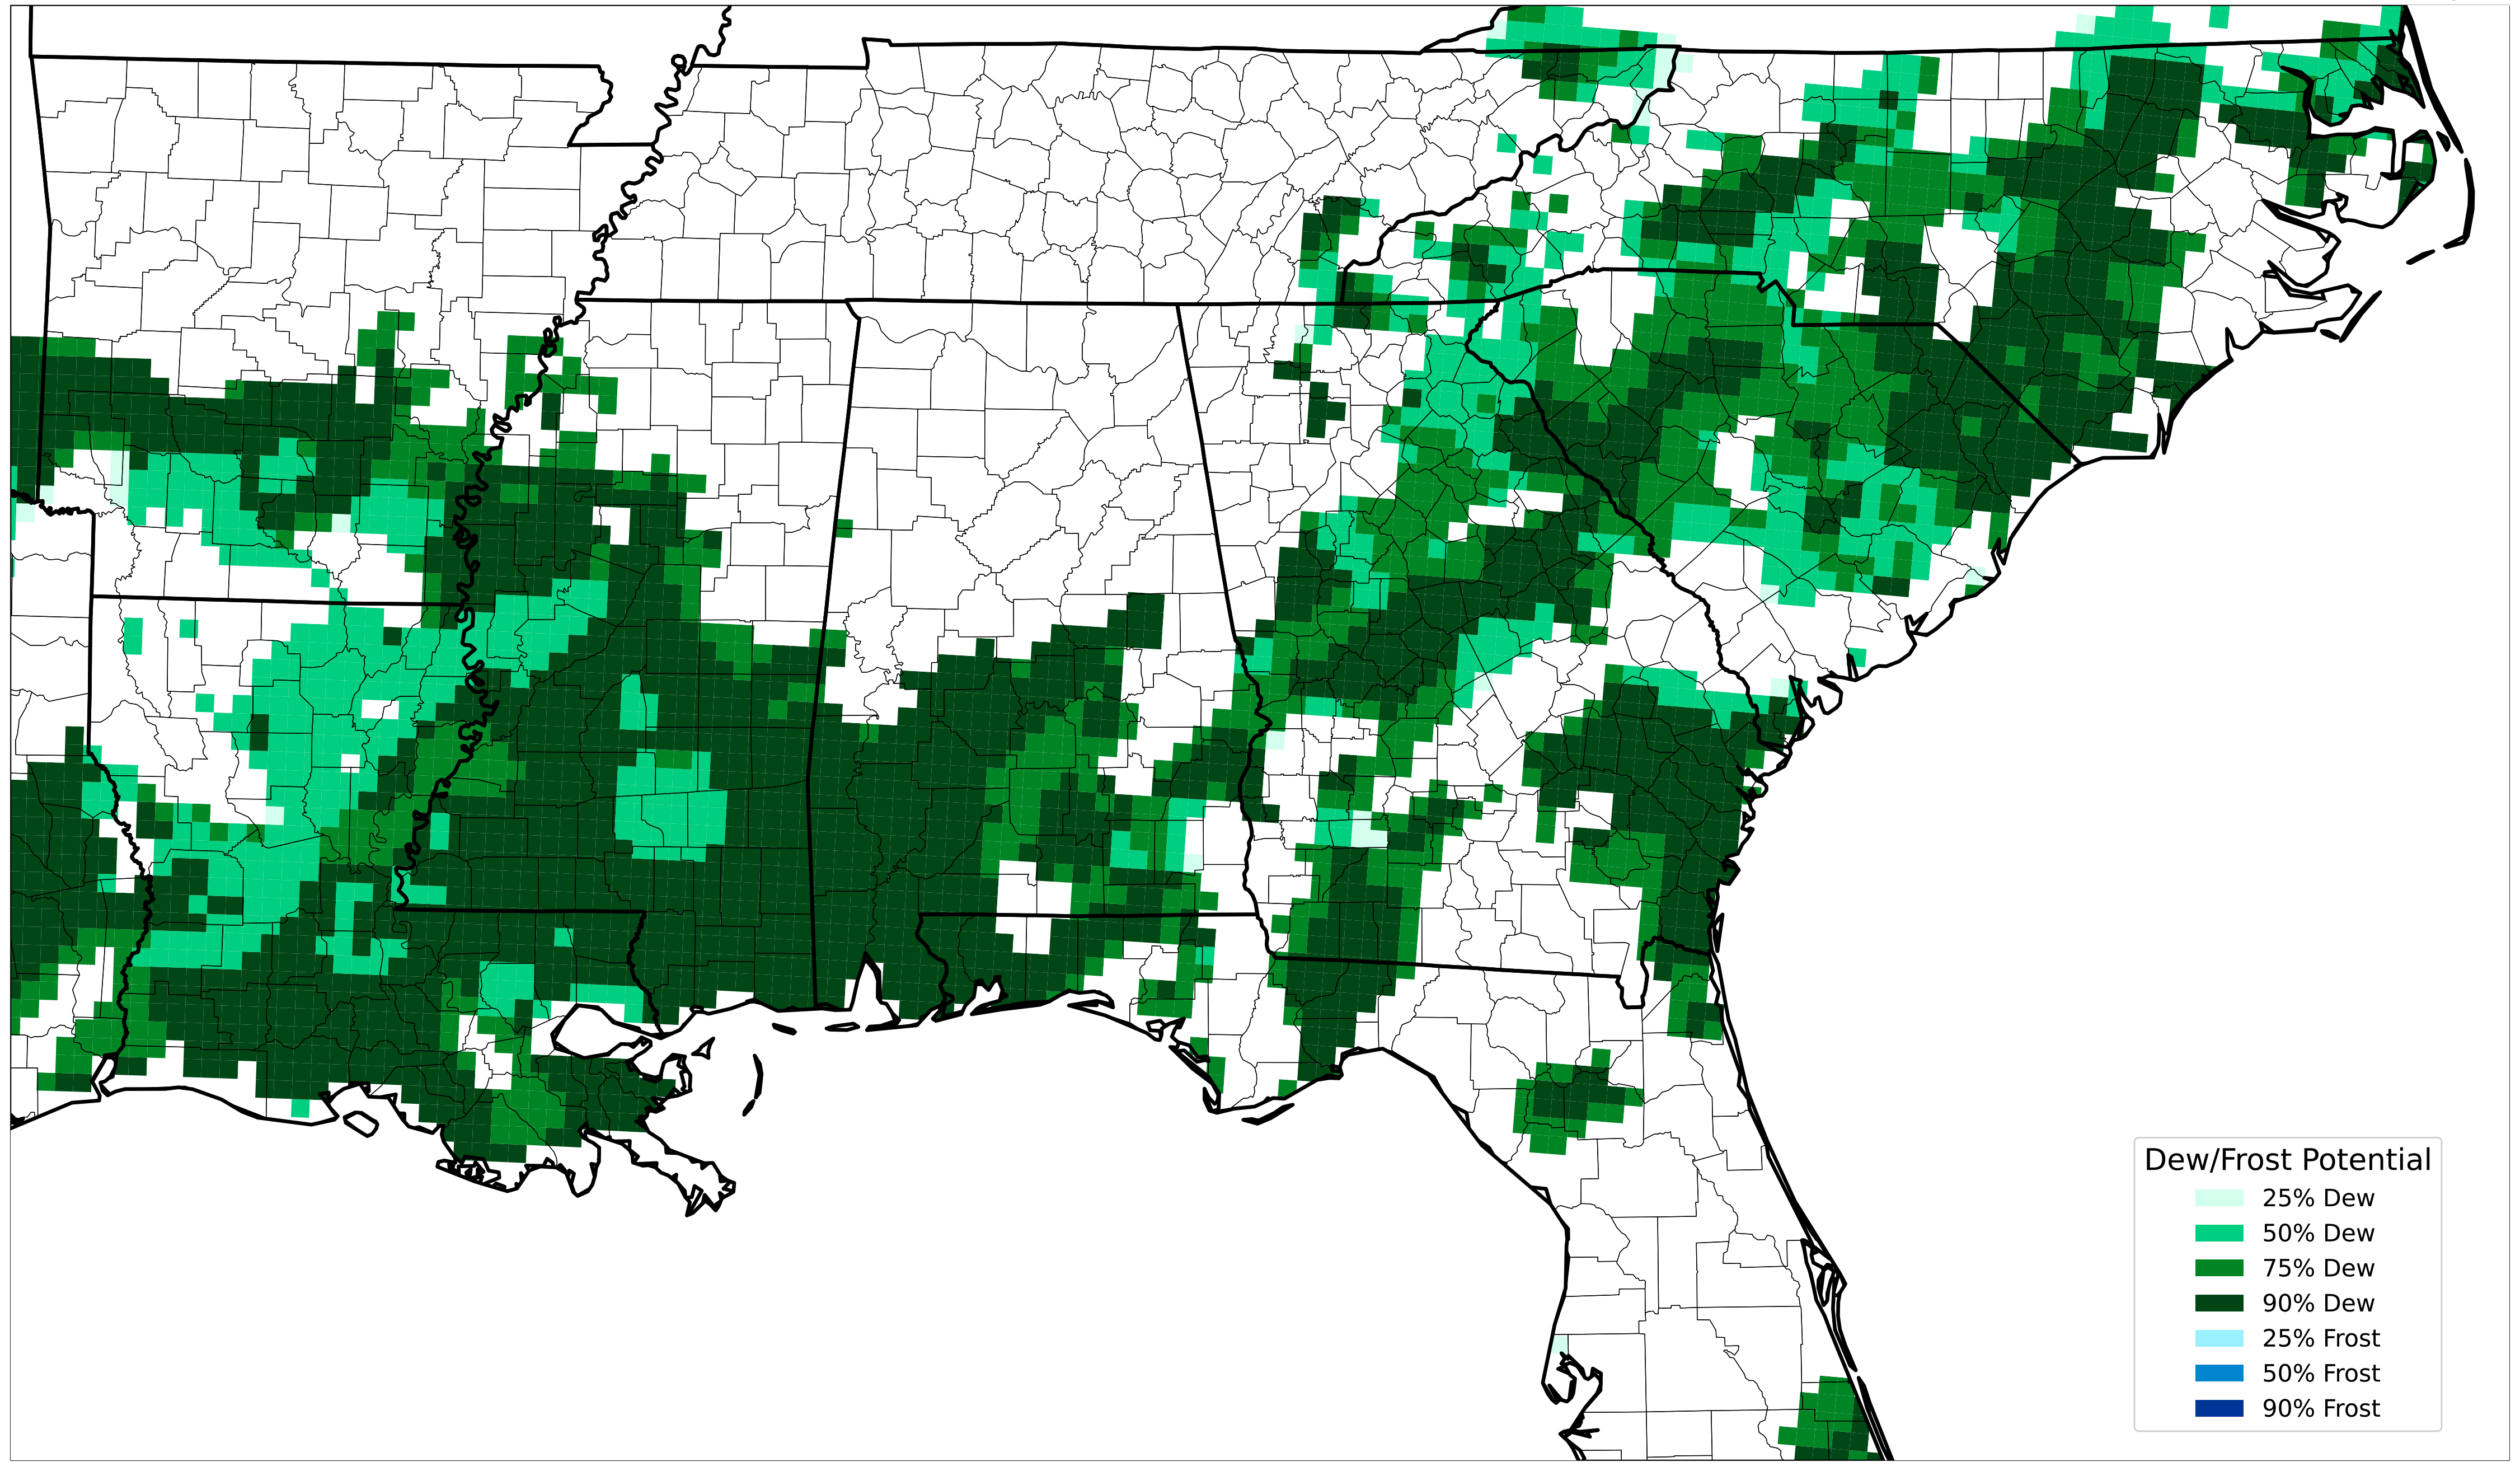 Dew/Frost Potential
25% Dew
50% Dew
75% Dew
90% Dew
25% Frost
50% Frost
90% Frost